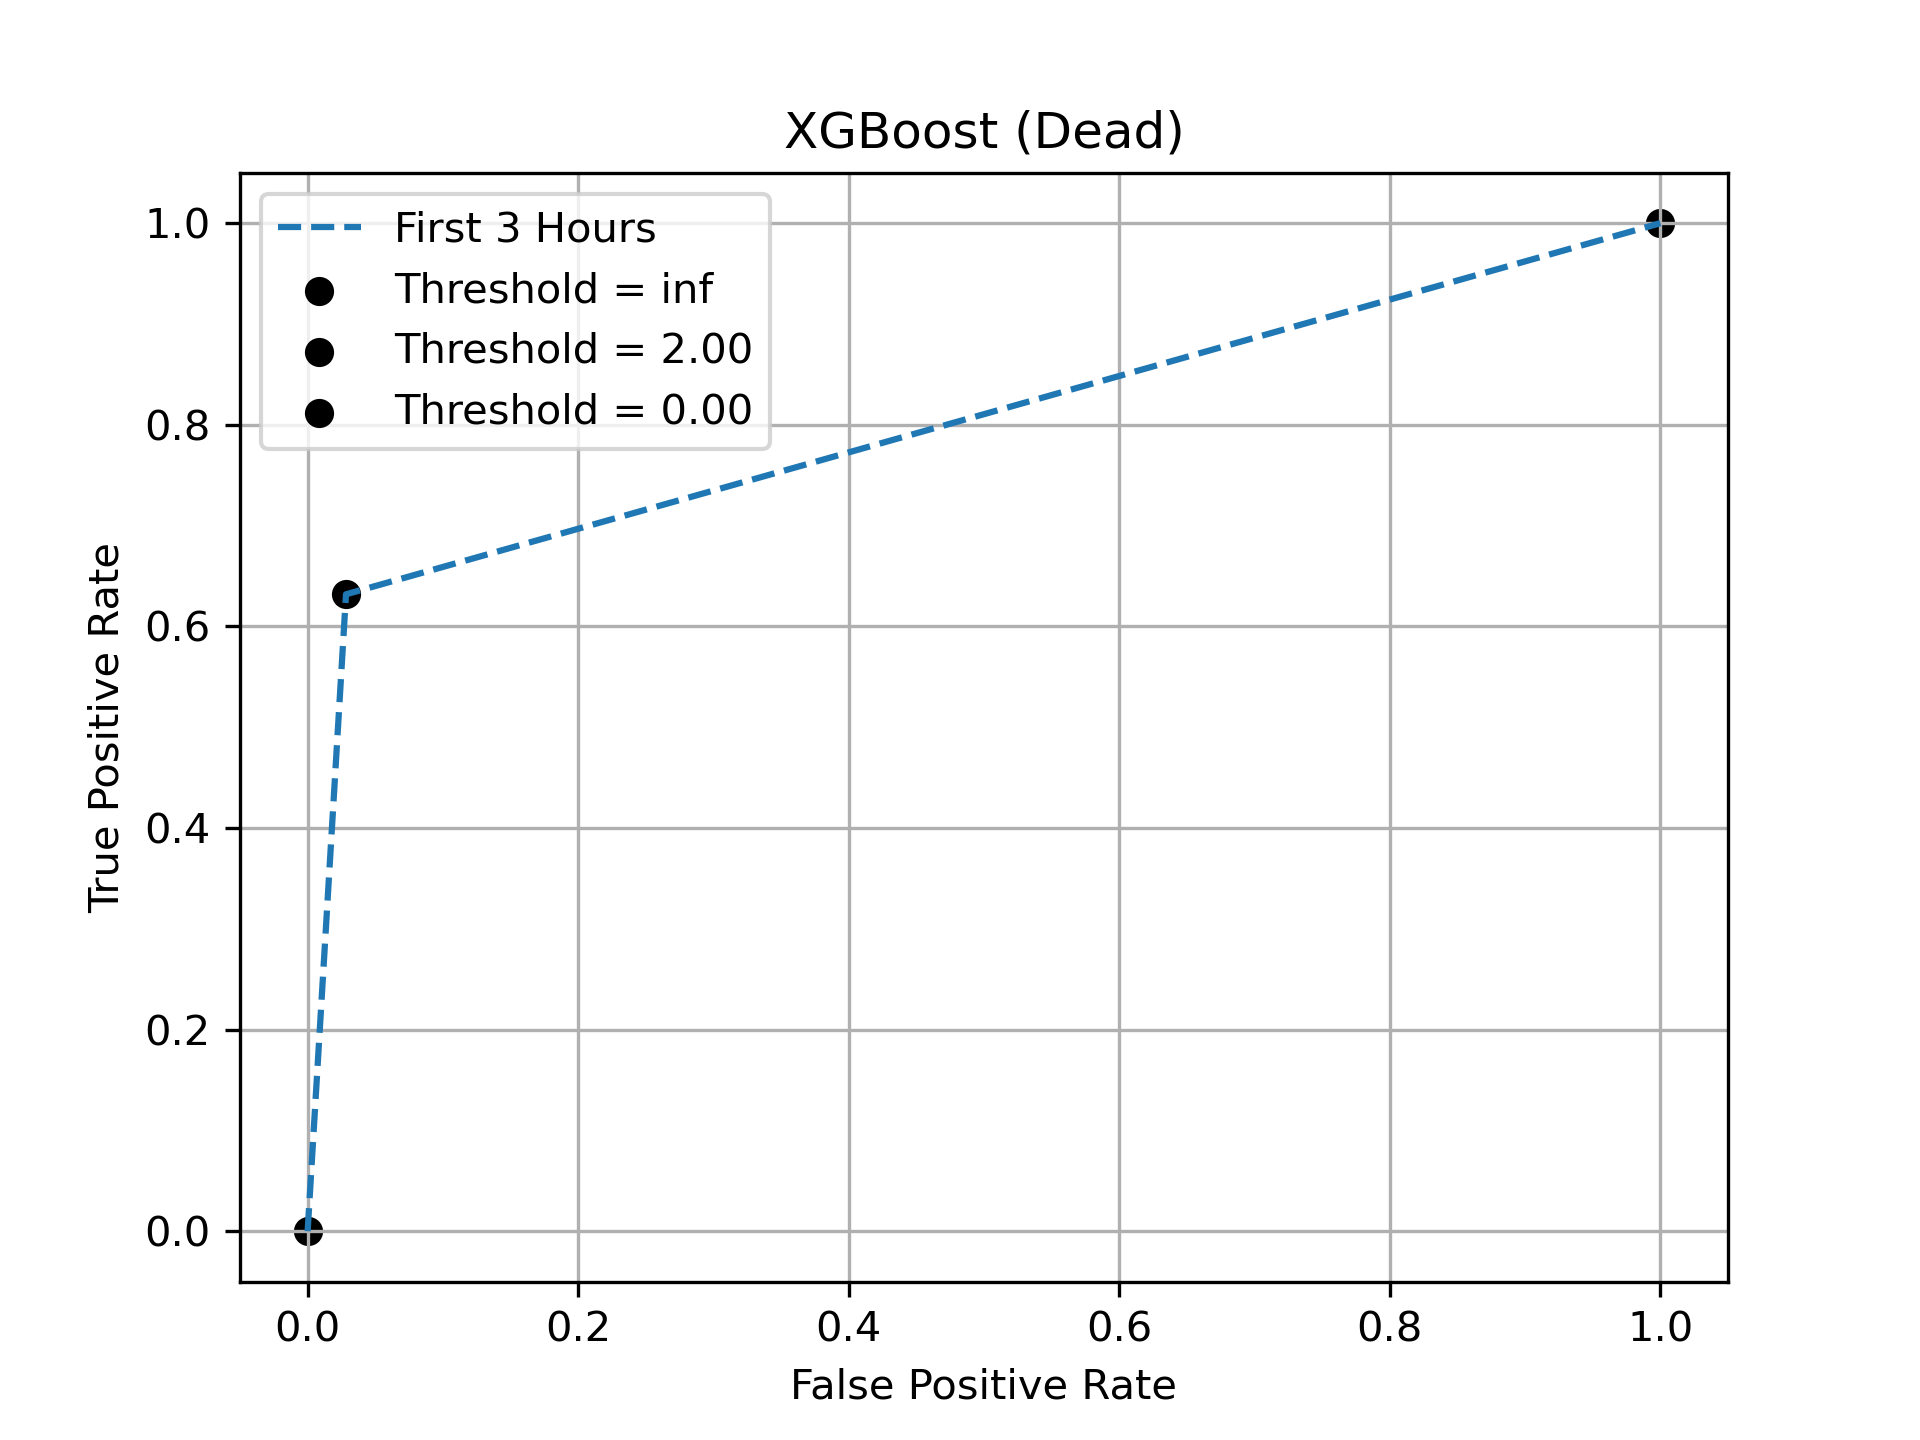 XGBoost (Dead)
First 3 Hours
Threshold = inf
Threshold = 2.00
Threshold = 0.00
True Positive Rate
1.0
0.8
0.6
0.4
0.2
0.0
0.0 0.2 0.4 0.6 0.8 1.0
False Positive Rate